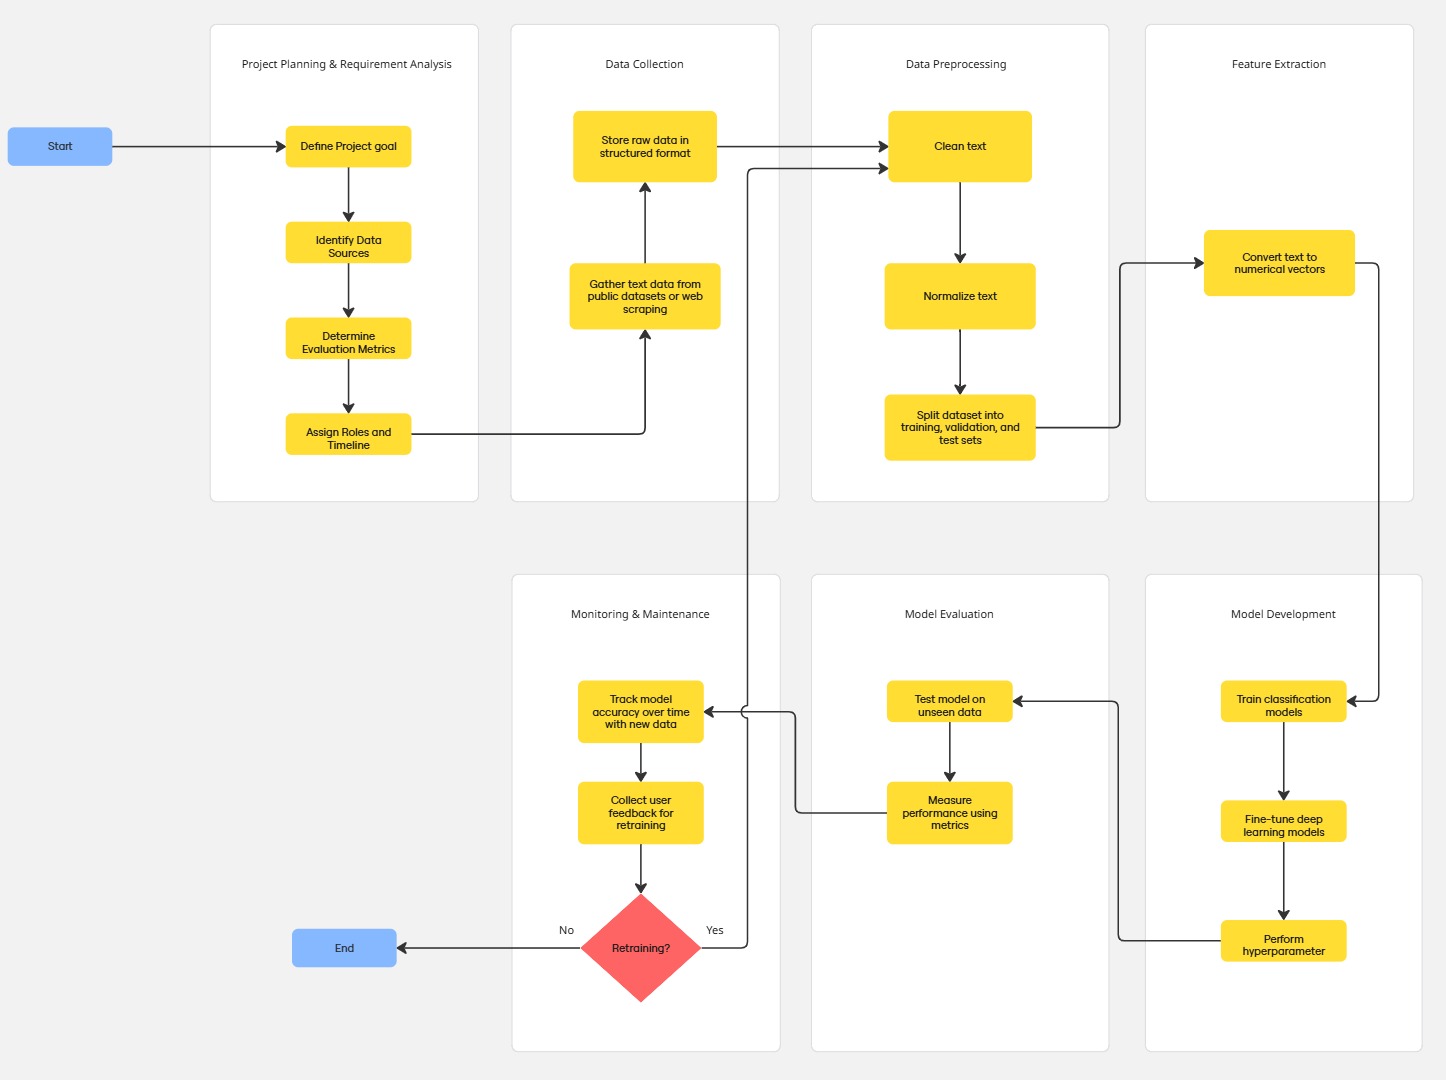 Start
Project Planning & Requirement Analysis
Define Project goal
Identify Data
Sources
Determine
Evaluation Metrics
Assign Roles and
Timeline
Data Collection
Store raw data in
structured format
Gather text data from
public datasets or web
scraping
Data Preprocessing
Clean text
Normalize text
Split dataset into
training, validation, and
test sets
Feature Extraction
Convert text to
numerical vectors
Model Development
Train classification
models
Fine-tune deep
learning models
Perform
hyperparameter
Model Evaluation
Test model on
unseen data
Measure
performance using
metrics
Monitoring & Maintenance
Track model
accuracy over time
with new data
Collect user
feedback for
retraining
Retraining?
No
Yes
End